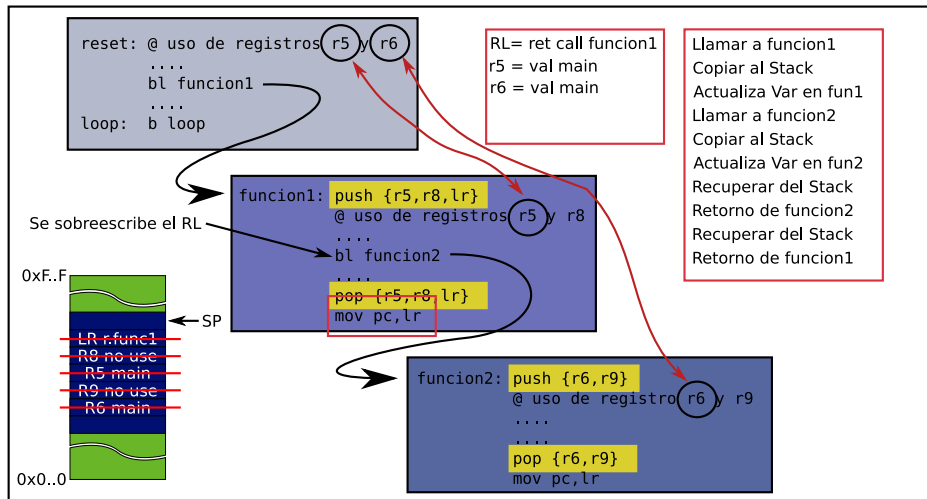 reset: @ uso de registros r5 y r6
....
bl funcion1
....
loop: b loop
RL= ret call funcion1
r5 = val main
r6 = val main
Llamar a funcion1
Copiar al Stack
Actualiza Var en fun1
Llamar a funcion2
Copiar al Stack
Actualiza Var en fun2
Recuperar del Stack
Retorno de funcion2
Recuperar del Stack
Retorno de funcion1
funcion1: push {r5,r8,lr}
@ uso de registros r5 y r8
....
bl funcion2
....
pop {r5,r8,lr}
mov pc,lr
Se sobreescribe el RL
0xF..F
SP
LR r.func1
R8 no use
R5 main
R9 no use
R6 main
0x0..0
funcion2: push {r6,r9}
@ uso de registro r6 y r9
....
....
pop {r6,r9}
mov pc,lr